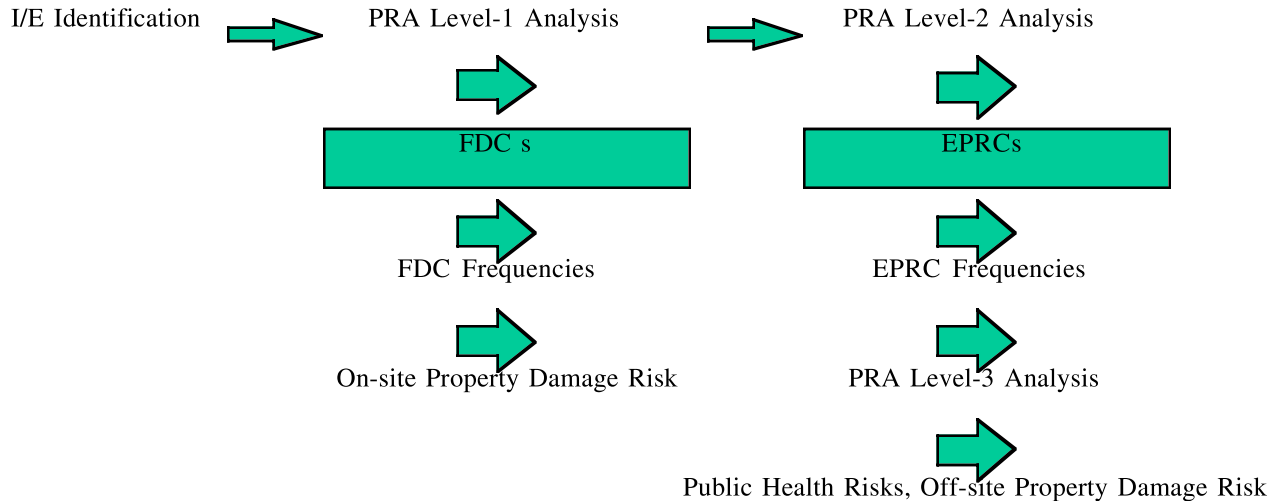 I/E Identification
PRA Level-1 Analysis
PRA Level-2 Analysis
FDC s
EPRCs
FDC Frequencies
EPRC Frequencies
On-site Property Damage Risk
PRA Level-3 Analysis
Public Health Risks, Off-site Property Damage Risk